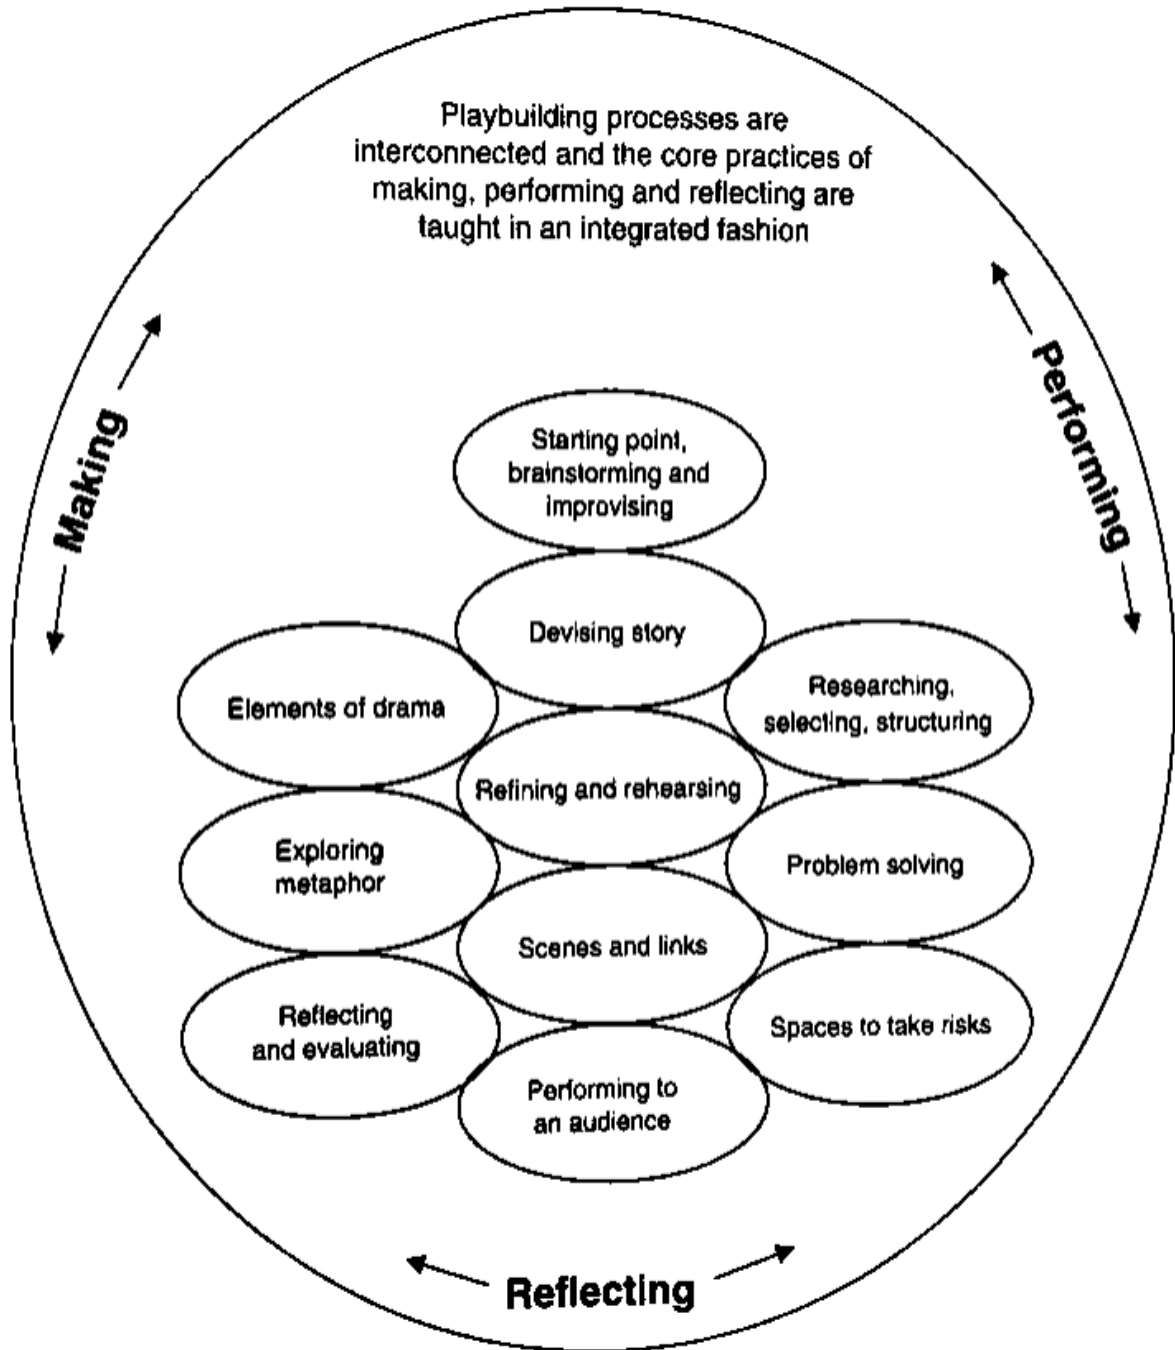 Playbuilding processes are
interconnected and the core practices of
making, performing and reflecting are
taught in an integrated fashion
Making
Performing
Starting point,
brainstorming and
improvising
Devising story
Elements of drama
Researching,
selecting, structuring
Refining and rehearsing
Exploring
metaphor
Problem solving
Scenes and links
Reflecting
and evaluating
Spaces to take risks
Performing to
an audience
Reflecting